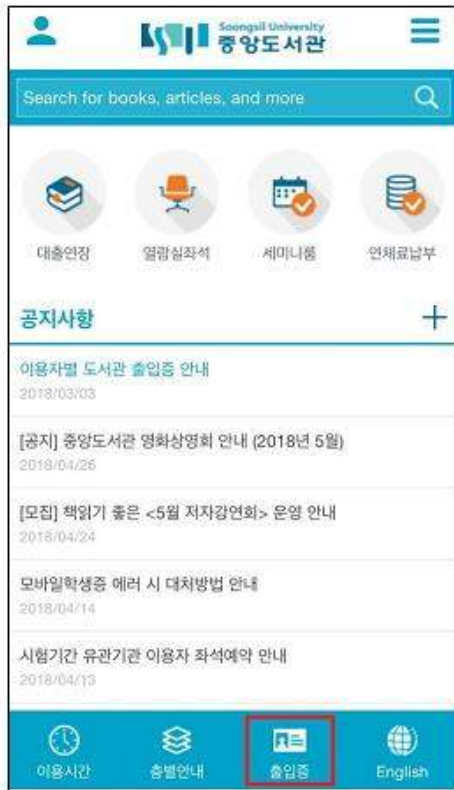 Soongsil University
중앙도서관
Search for books, articles, and more
대출연장
열람실좌석
세미나룸
연체료납부
공지사항
이용자별 도서관 출입증 안내
2018/03/03
[공지] 중앙도서관 영화상영회 안내 (2018년 5월)
2018/04/26
[모집] 책읽기 좋은 <5월 저자강연회> 운영 안내
2018/04/24
모바일학생증 에러 시 대처방법 안내
2018/04/14
시험기간 유관기관 이용자 좌석예약 안내
2018/04/13
이용시간
층별안내
출입증
English